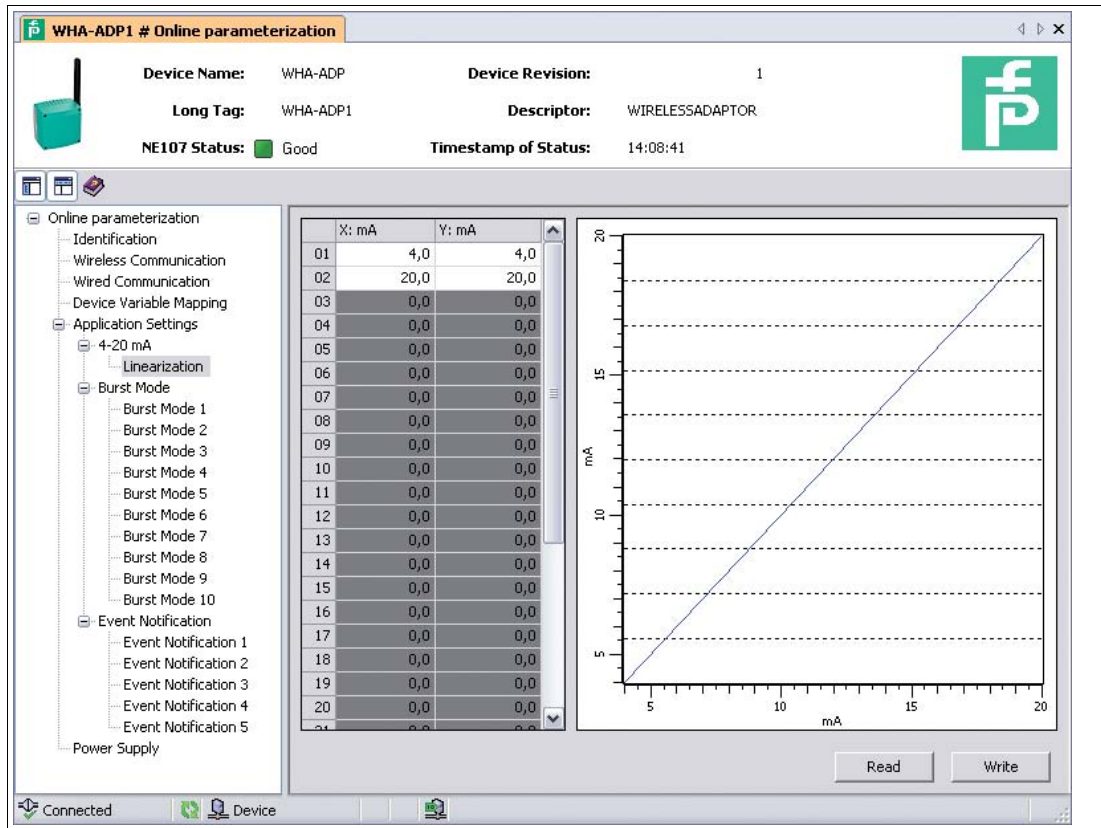 WHA-ADP1 # Online parameterization
Device Name: WHA-ADP Device Revision: 1
Long Tag: WHA-ADP1 Descriptor: WIRELESSADAPTOR
NE107 Status: Good Timestamp of Status: 14:08:41
Online parameterization
Identification
Wireless Communication
Wired Communication
Device Variable Mapping
Application Settings
4-20 mA
Linearization
Burst Mode
Burst Mode 1
Burst Mode 2
Burst Mode 3
Burst Mode 4
Burst Mode 5
Burst Mode 6
Burst Mode 7
Burst Mode 8
Burst Mode 9
Burst Mode 10
Event Notification
Event Notification 1
Event Notification 2
Event Notification 3
Event Notification 4
Event Notification 5
Power Supply
X: mA Y: mA
01 4,0 4,0
02 20,0 20,0
03 0,0 0,0
04 0,0 0,0
05 0,0 0,0
06 0,0 0,0
07 0,0 0,0
08 0,0 0,0
09 0,0 0,0
10 0,0 0,0
11 0,0 0,0
12 0,0 0,0
13 0,0 0,0
14 0,0 0,0
15 0,0 0,0
16 0,0 0,0
17 0,0 0,0
18 0,0 0,0
19 0,0 0,0
20 0,0 0,0
20
15
mA
10
5
5 10 15 20
mA
Read Write
Connected Device